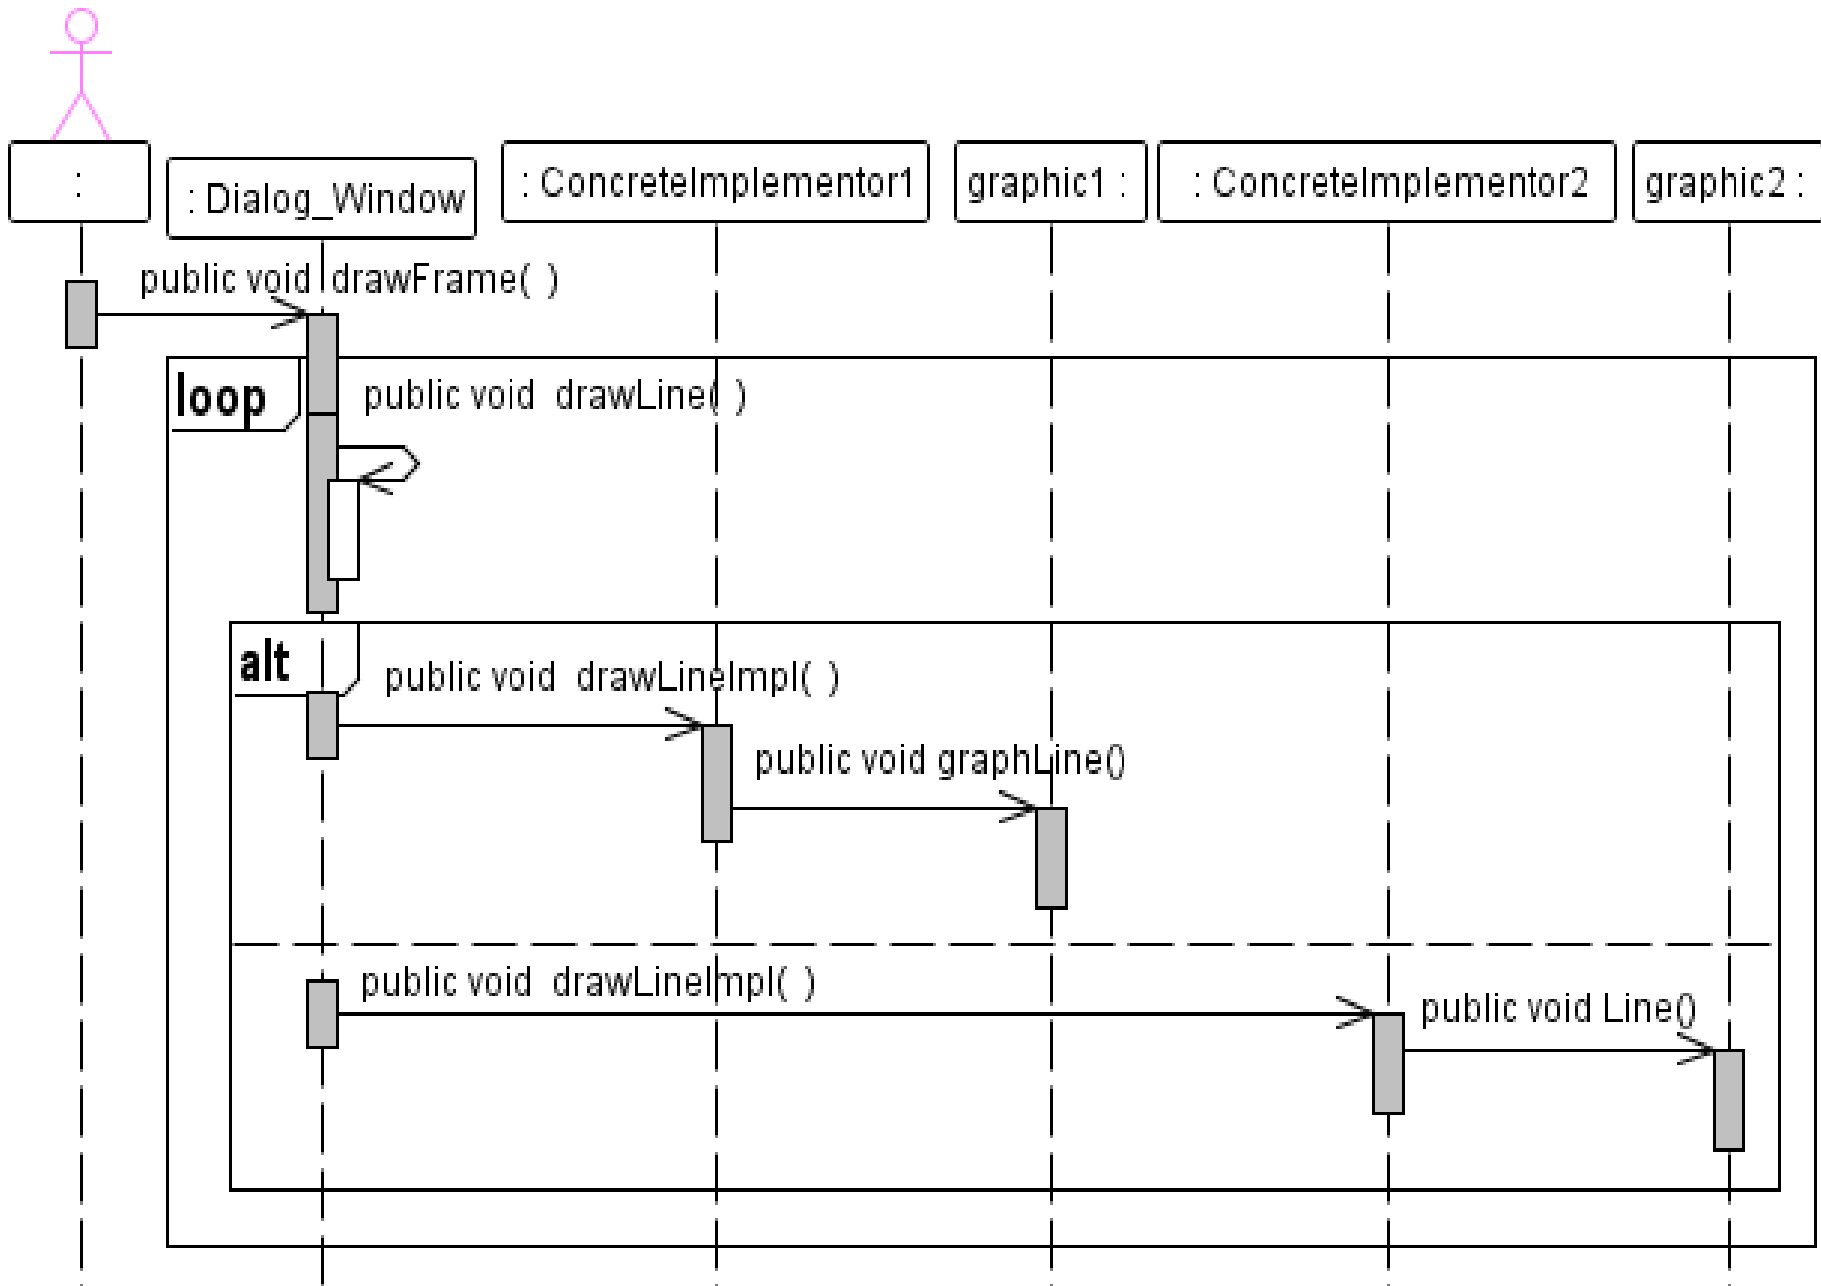 :
: Dialog_Window
: ConcreteImplementor1
graphic1 :
: ConcreteImplementor2
graphic2 :
public void  drawFrame(  )
loop
public void  drawLine(  )
alt
public void  drawLineImpl(  )
public void graphLine()
public void  drawLineImpl(  )
public void Line()